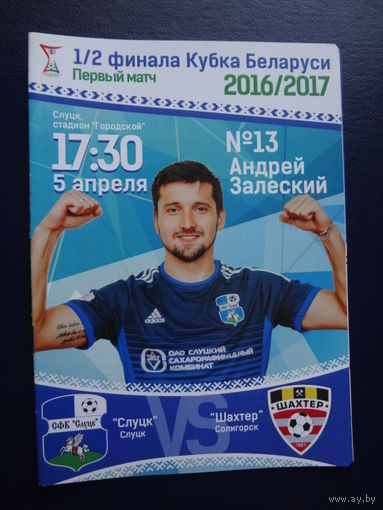 1/2 финала Кубка Беларуси
Первый матч
2016/2017
Слуцк,
стадион "Городской"
17:30
5 апреля
№13
Андрей
Залеский
adidas
ОАО СЛУЦКИЙ
САХАРОРАФИНАДНЫЙ
КОМБИНАТ
VS
СФК "Слуцк"
"Слуцк"
Слуцк
"Шахтер"
Солигорск
ШАХТЕР
1961
ay.by